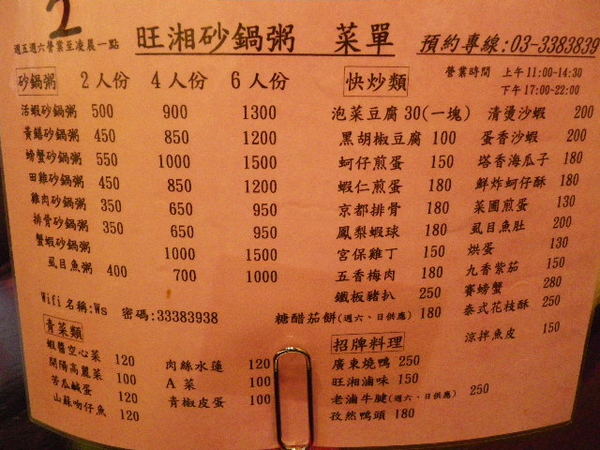 2
週五週六營業至凌晨一點 旺湘砂鍋粥 菜單 預約專線:03-3383839
砂鍋粥 2人份 4人份 6人份
活蝦砂鍋粥 500 900 1300
黃鱔砂鍋粥 450 850 1200
螃蟹砂鍋粥 550 1000 1500
田雞砂鍋粥 450 850 1200
雞肉砂鍋粥 350 650 950
排骨砂鍋粥 350 650 950
蟹蝦砂鍋粥 1000 1500
虱目魚粥 400 700 1000
Wifi名稱:Ws 密碼:33383938
快炒類 營業時間 上午11:00-14:30
下午17:00-22:00
泡菜豆腐 30(一塊) 清燙沙蝦 200
黑胡椒豆腐 100 蛋香沙蝦 200
蚵仔煎蛋 150 塔香海瓜子 180
蝦仁煎蛋 180 鮮炸蚵仔酥 180
京都排骨 180 菜圃煎蛋 130
鳳梨蝦球 180 虱目魚肚 200
宮保雞丁 150 烘蛋 130
五香梅肉 180 九香紫茄 150
鐵板豬扒 250 賽螃蟹 280
糖醋茄餅(週六、日供應) 180 泰式花枝酥 250
涼拌魚皮 150
青菜類
蝦醬空心菜 120 肉絲水蓮 120
開陽高麗菜 100 A菜 100
苦瓜鹹蛋 120 青椒皮蛋 100
山蘇吻仔魚 120
招牌料理
廣東燒鴨 250
旺湘滷味 150
老滷牛腱(週六、日供應) 250
孜然鴨頭 180